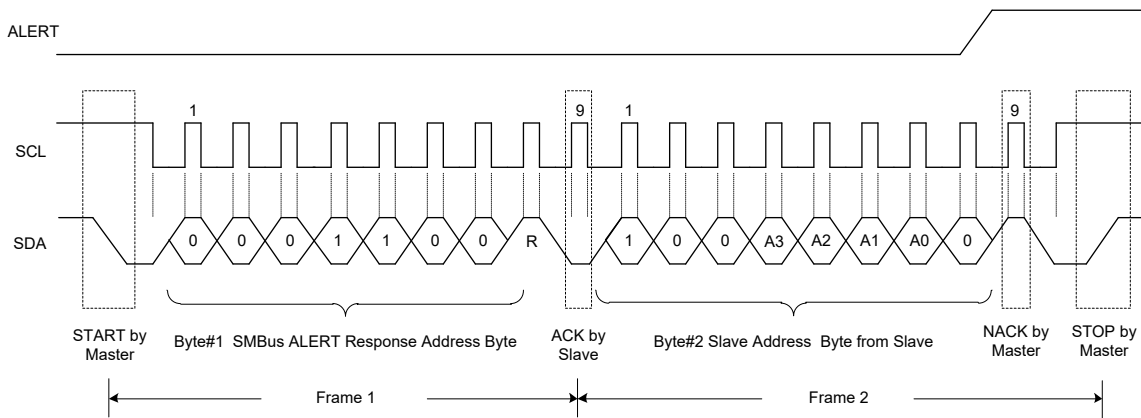 ALERT
1 9 1 9
SCL
SDA
0 0 0 1 1 0 0 R 1 0 0 A3 A2 A1 A0 0
START by
Master
Byte#1 SMBus ALERT Response Address Byte
ACK by
Slave
Byte#2 Slave Address Byte from Slave
NACK by
Master
STOP by
Master
Frame 1
Frame 2